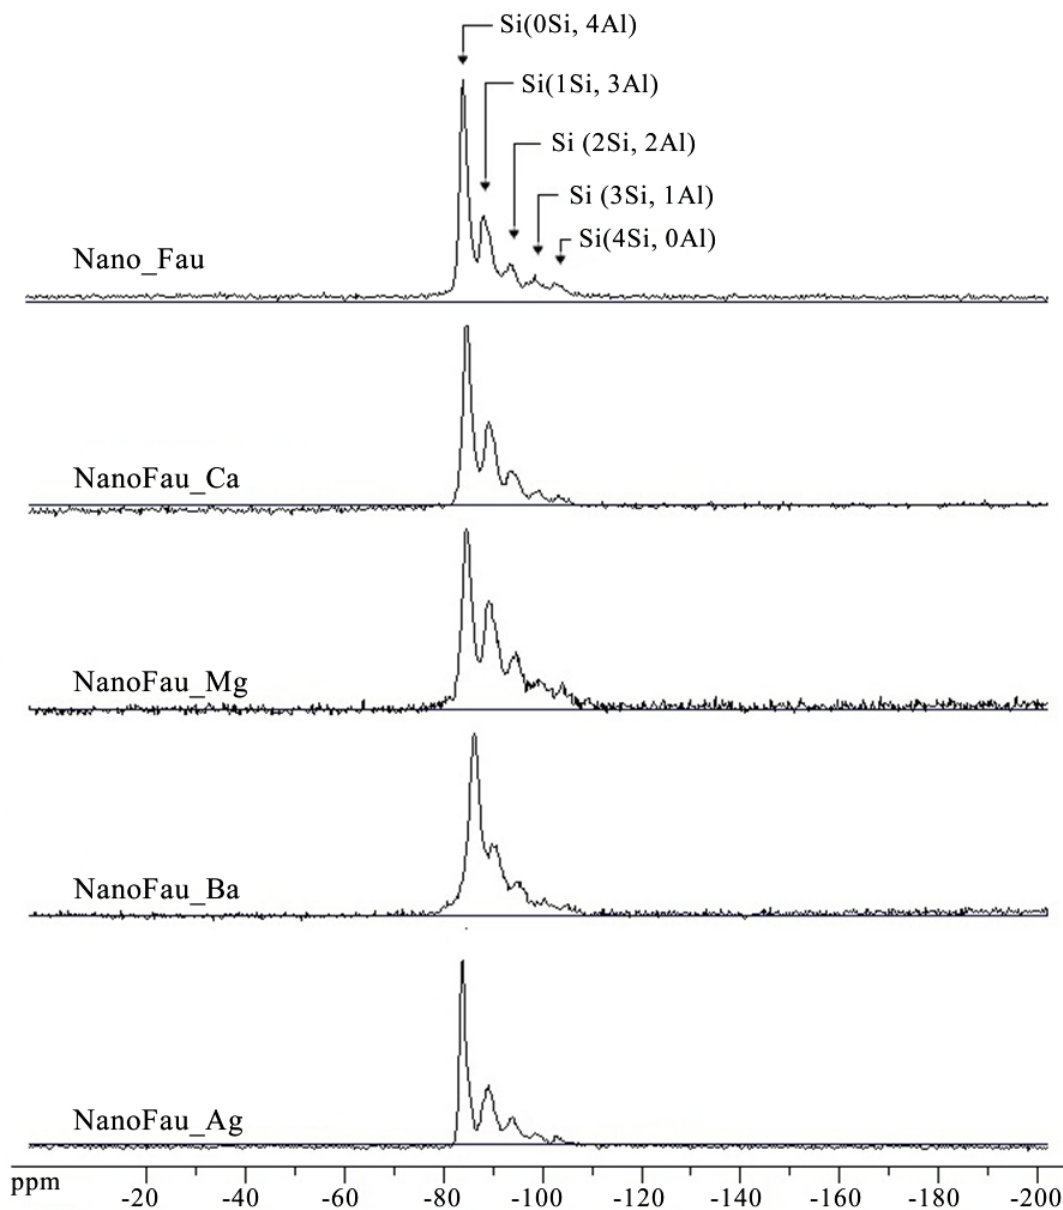 Si(0Si, 4Al)
Si(1Si, 3Al)
Si (2Si, 2Al)
Si (3Si, 1Al)
Si(4Si, 0Al)
Nano_Fau
NanoFau_Ca
NanoFau_Mg
NanoFau_Ba
NanoFau_Ag
ppm -20 -40 -60 -80 -100 -120 -140 -160 -180 -200